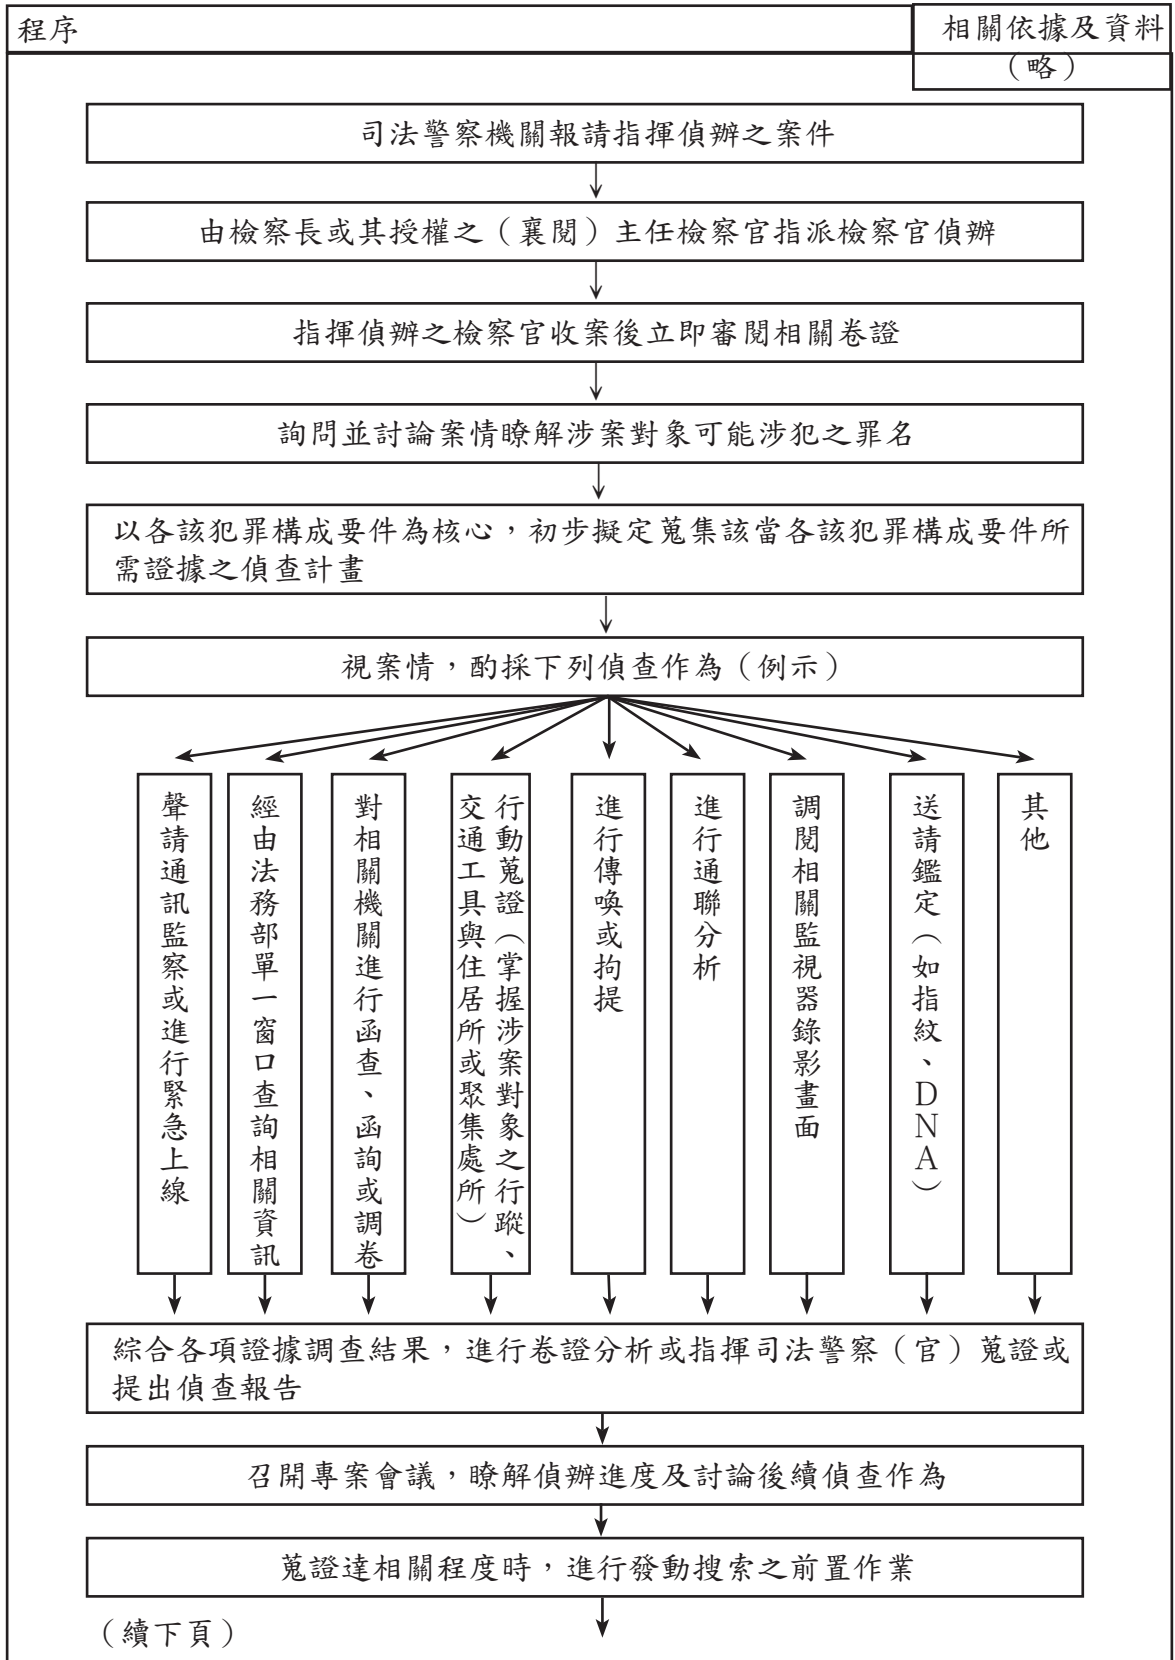 程序
相關依據及資料
（略）
司法警察機關報請指揮偵辦之案件
由檢察長或其授權之（襄閱）主任檢察官指派檢察官偵辦
指揮偵辦之檢察官收案後立即審閱相關卷證
詢問並討論案情瞭解涉案對象可能涉犯之罪名
以各該犯罪構成要件為核心，初步擬定蒐集該當各該犯罪構成要件所
需證據之偵查計畫
視案情，酌採下列偵查作為（例示）
聲請通訊監察或進行緊急上線
經由法務部單一窗口查詢相關資訊
對相關機關進行函查、函詢或調卷
行動蒐證（掌握涉案對象之行蹤、
交通工具與住居所或聚集處所）
進行傳喚或拘提
進行通聯分析
調閱相關監視器錄影畫面
送請鑑定（如指紋、DNA）
其他
綜合各項證據調查結果，進行卷證分析或指揮司法警察（官）蒐證或
提出偵查報告
召開專案會議，瞭解偵辦進度及討論後續偵查作為
蒐證達相關程度時，進行發動搜索之前置作業
（續下頁）